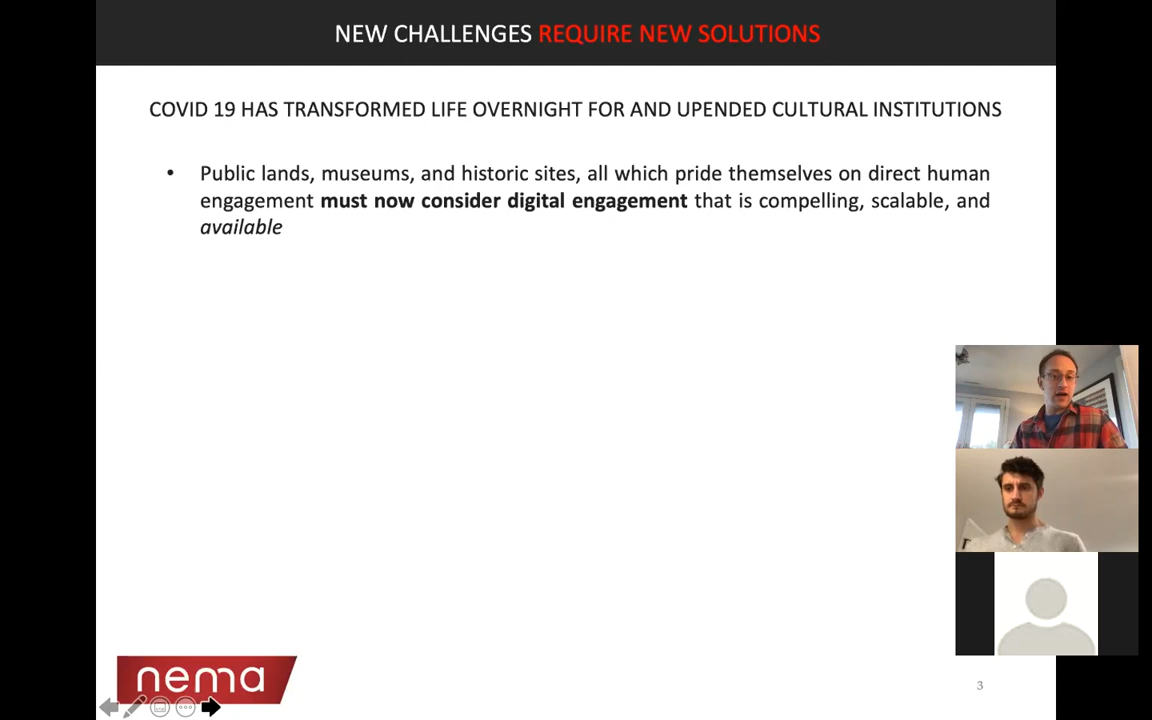 NEW CHALLENGES REQUIRE NEW SOLUTIONS
COVID 19 HAS TRANSFORMED LIFE OVERNIGHT FOR AND UPENDED CULTURAL INSTITUTIONS
• Public lands, museums, and historic sites, all which pride themselves on direct human
engagement must now consider digital engagement that is compelling, scalable, and
available
nema
3